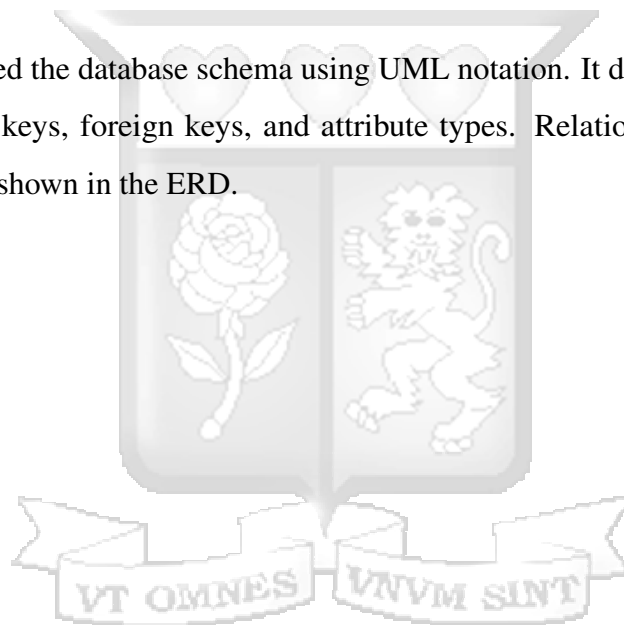 ed the database schema using UML notation. It d
keys, foreign keys, and attribute types. Relatio
shown in the ERD.
VT OMNES VNVM SINT